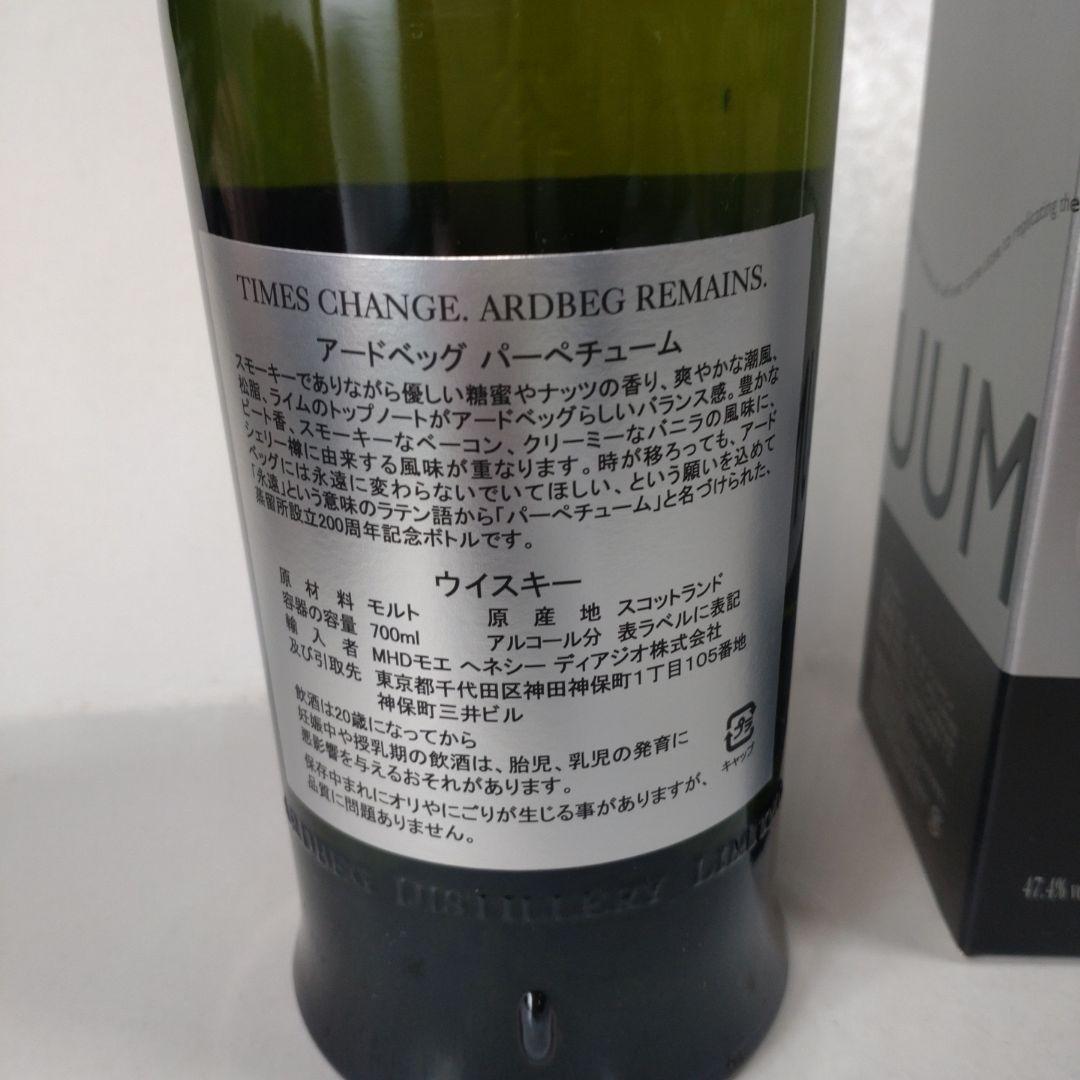 TIMES CHANGE. ARDBEG REMAINS.
アードベッグ パーペチューム
スモーキーでありながら優しい糖蜜やナッツの香り、爽やかな潮風、
松脂、ライムのトップノートがアードベッグらしいバランス感。豊かな
ピート香、スモーキーなベーコン、クリーミーなバニラの風味に、
シェリー樽に由来する風味が重なります。時が移ろっても、アード
ベッグには永遠に変わらないでいてほしい、という願いを込めて
「永遠」という意味のラテン語から「パーペチューム」と名づけられた、
蒸留所設立200周年記念ボトルです。
ウイスキー
原材料 モルト 原産地 スコットランド
容器の容量 700ml アルコール分 表ラベルに表記
輸入者 MHDモエ ヘネシー ディアジオ株式会社
及び引取先 東京都千代田区神田神保町1丁目105番地
神保町三井ビル
飲酒は20歳になってから
妊娠中や授乳期の飲酒は、胎児、乳児の発育に
悪影響を与えるおそれがあります。
プラ
キャップ
保存中まれにオリやにごりが生じる事がありますが、
品質に問題ありません。
ARDBEG DISTILLERY LIMITED
to replicating the
UUM
47.4%